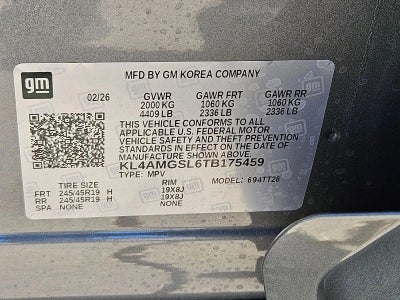 gm
MFD BY GM KOREA COMPANY
02/26 GVWR GAWR FRT GAWR RR
2000 KG 1060 KG 1060 KG
4409 LB 2336 LB 2336 LB
THIS VEHICLE CONFORMS TO ALL
APPLICABLE U.S. FEDERAL MOTOR
VEHICLE SAFETY AND THEFT PREVENTION
STANDARDS IN EFFECT ON THE DATE OF
MANUFACTURE SHOWN ABOVE.
KL4AMGSL6TB175459
TYPE: MPV MODEL: 694TT26
TIRE SIZE RIM
FRT 245/45R19 H 19X8J
RR 245/45R19 H 19X8J
SPA NONE NONE